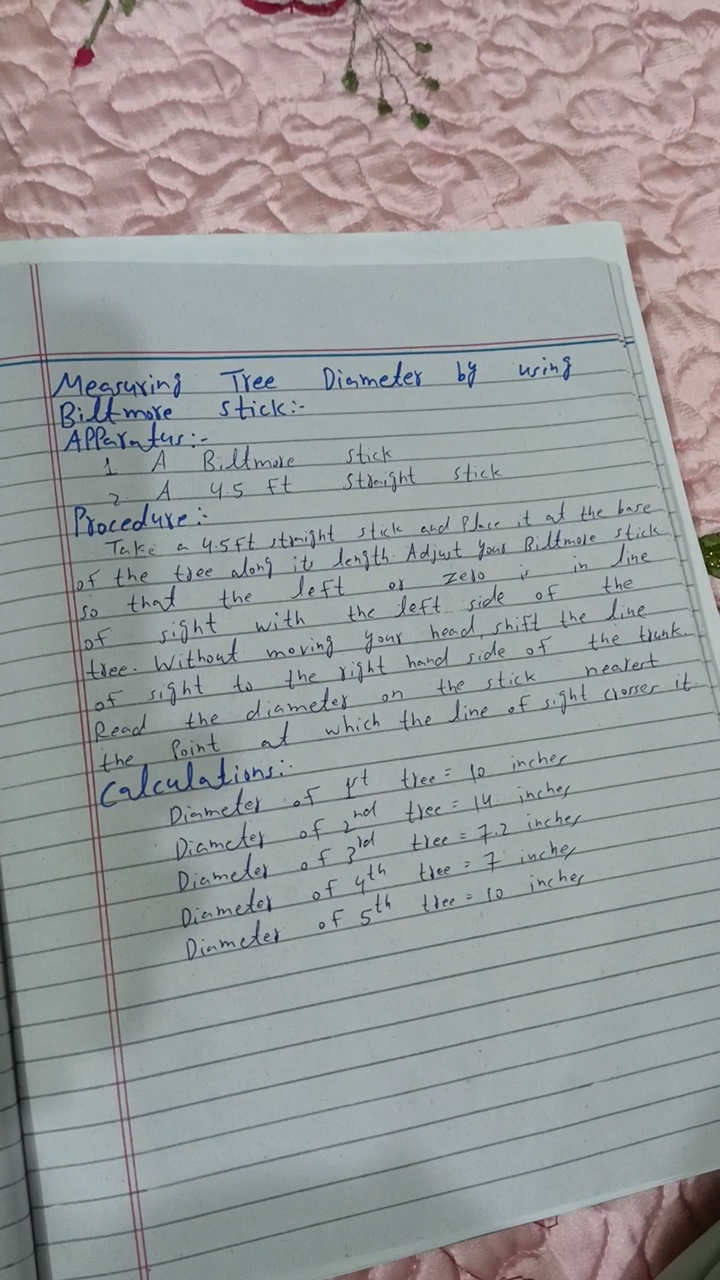 Measuring Tree Diameter by using
Biltmore stick:-
Apparatus:-
1 A Biltmore stick
2. A 4.5 ft straight stick
Procedure:
Take a 4.5ft straight stick and Place it at the base
of the tree along its length. Adjust your Biltmore stick
so that the left or zero is in line
of sight with the left side of the
tree. Without moving your head, shift the line
of sight to the right hand side of the trunk.
Read the diameter on the stick nearest
the Point at which the line of sight crosses it.
Calculations:
Diameter of 1st tree = 10 inches
Diameter of 2nd tree = 14 inches
Diameter of 3rd tree = 7.2 inches
Diameter of 4th tree = 7 inches
Diameter of 5th tree = 10 inches